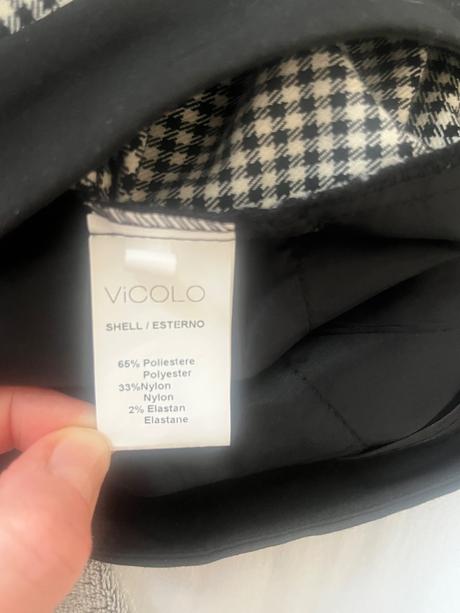 ViCOLO
SHELL / ESTERNO
65% Poliestere
Polyester
33%Nylon
Nylon
2% Elastan
Elastane